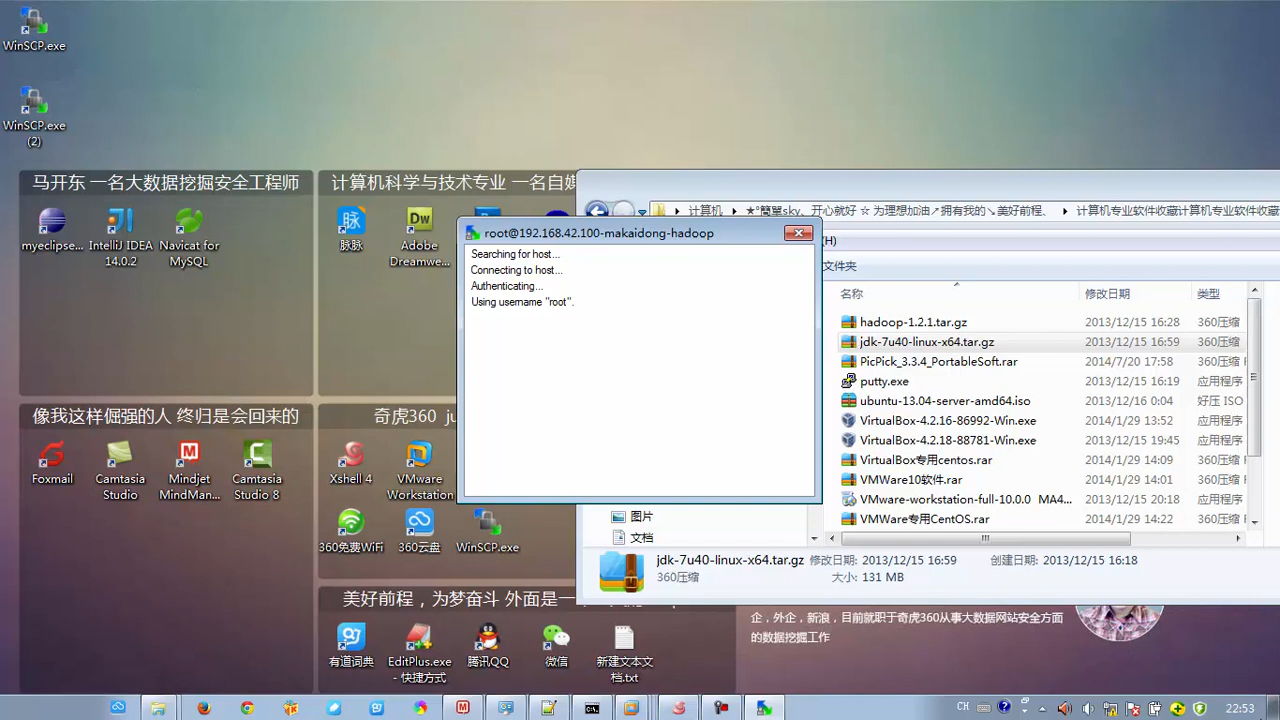 WinSCP.exe
WinSCP.exe
(2)
马开东 一名大数据挖掘安全工程师
计算机科学与技术专业 一名自媒
myeclipse...
IntelliJ IDEA
14.0.2
Navicat for
MySQL
脉脉
Adobe
Dreamwe...
像我这样倔强的人 终归是会回来的
奇虎360
Foxmail
Camtasia
Studio
Mindjet
MindMan...
Camtasia
Studio 8
Xshell 4
VMware
Workstation
360免费WiFi
360云盘
WinSCP.exe
美好前程，为梦奋斗 外面是一
有道词典
EditPlus.exe
- 快捷方式
腾讯QQ
微信
新建文本文
档.txt
root@192.168.42.100-makaidong-hadoop
Searching for host...
Connecting to host...
Authenticating...
Using username "root".
计算机 ★°簡單sky、开心就好 ☆ 为理想加油↗拥有我的↘美好前程、 计算机专业软件收藏计算机专业软件收藏
(H)
文件夹
名称 修改日期 类型
hadoop-1.2.1.tar.gz 2013/12/15 16:28 360压缩
jdk-7u40-linux-x64.tar.gz 2013/12/15 16:59 360压缩
PicPick_3.3.4_PortableSoft.rar 2014/7/20 17:58 360压缩
putty.exe 2013/12/15 16:19 应用程序
ubuntu-13.04-server-amd64.iso 2013/12/16 0:04 好压 ISO
VirtualBox-4.2.16-86992-Win.exe 2014/1/29 13:52 应用程序
VirtualBox-4.2.18-88781-Win.exe 2013/12/15 19:45 应用程序
VirtualBox专用centos.rar 2014/1/29 14:09 360压缩
VMWare10软件.rar 2014/1/29 14:01 360压缩
VMware-workstation-full-10.0.0 MA4... 2013/12/15 20:18 应用程序
VMWare专用CentOS.rar 2014/1/29 14:22 360压缩
图片
文档
jdk-7u40-linux-x64.tar.gz 修改日期: 2013/12/15 16:59 创建日期: 2013/12/15 16:18
360压缩 大小: 131 MB
企，外企，新浪，目前就职于奇虎360从事大数据网站安全方面
的数据挖掘工作
CH
22:53